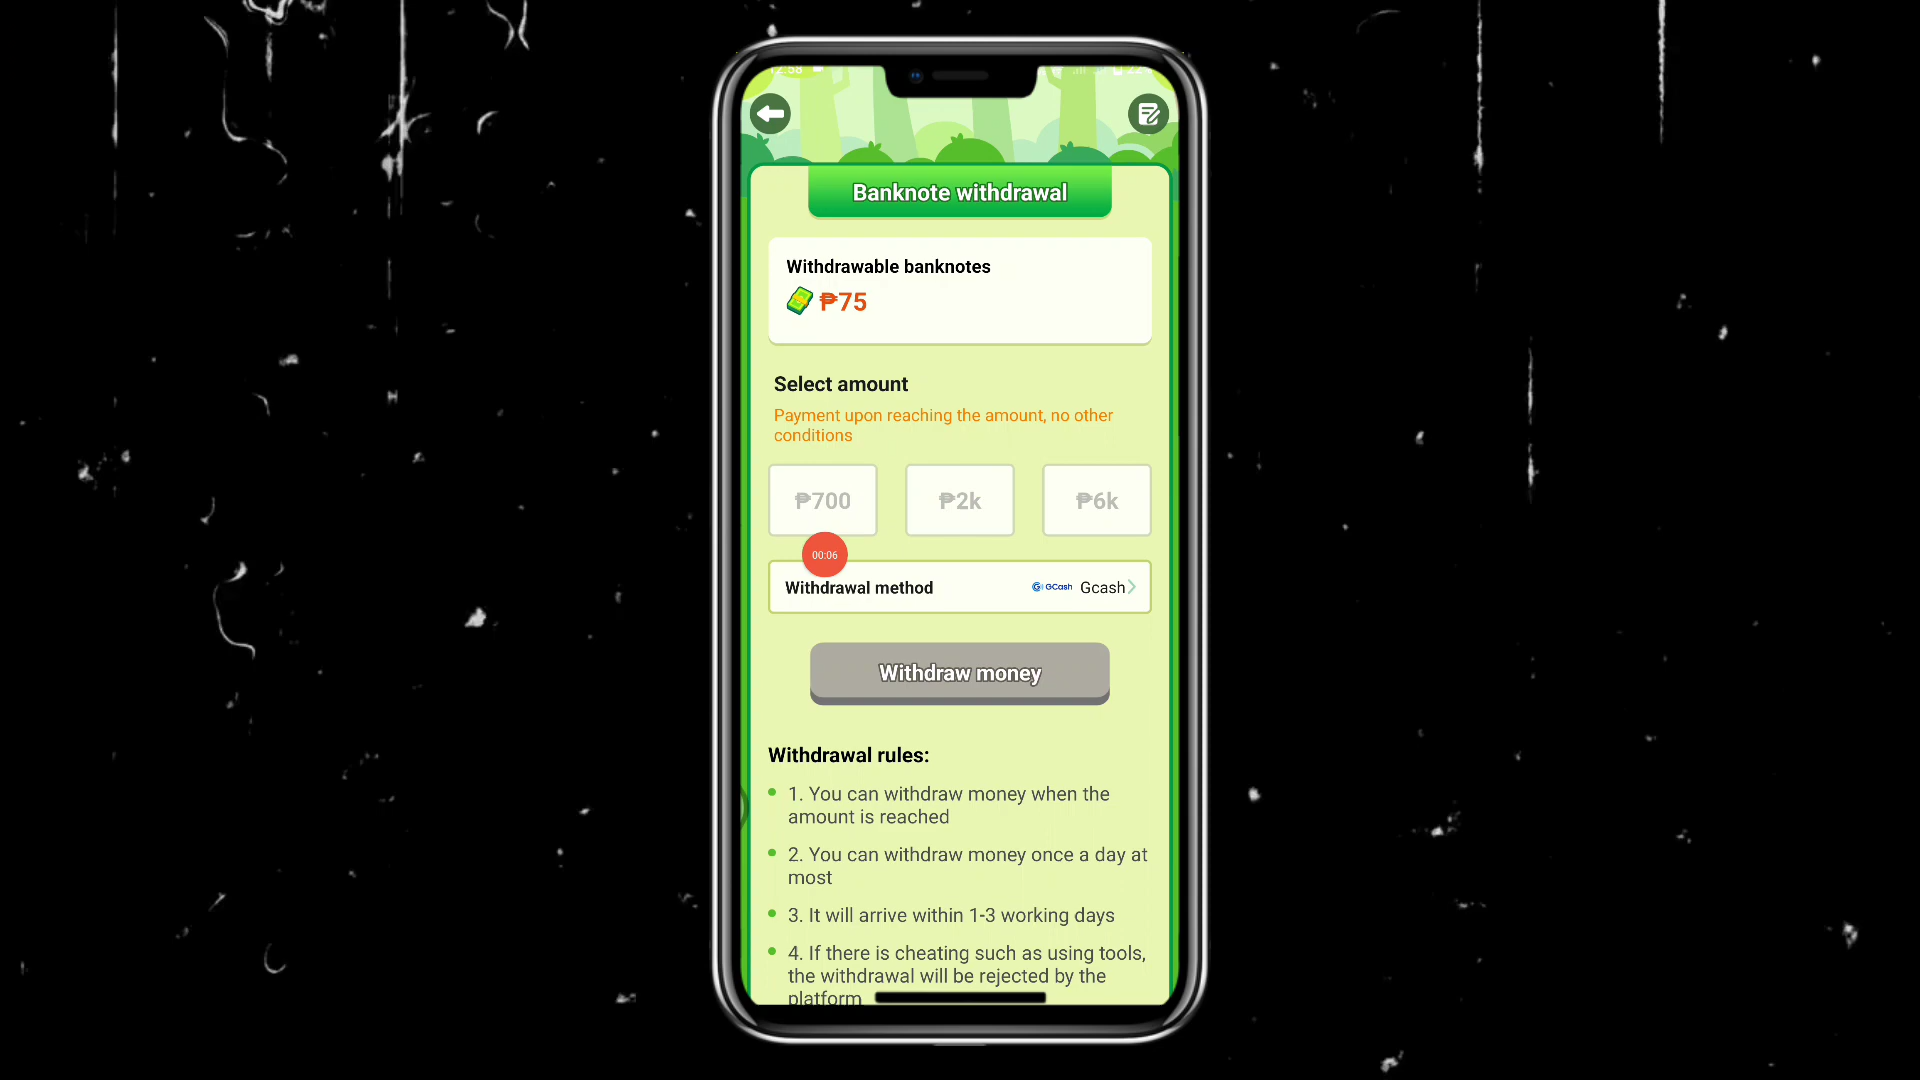 12:58
22%
Banknote withdrawal
Withdrawable banknotes
₱75
Select amount
Payment upon reaching the amount, no other
conditions
₱700 ₱2k ₱6k
00:06
Withdrawal method GCash Gcash
Withdraw money
Withdrawal rules:
1. You can withdraw money when the
amount is reached
2. You can withdraw money once a day at
most
3. It will arrive within 1-3 working days
4. If there is cheating such as using tools,
the withdrawal will be rejected by the
platform